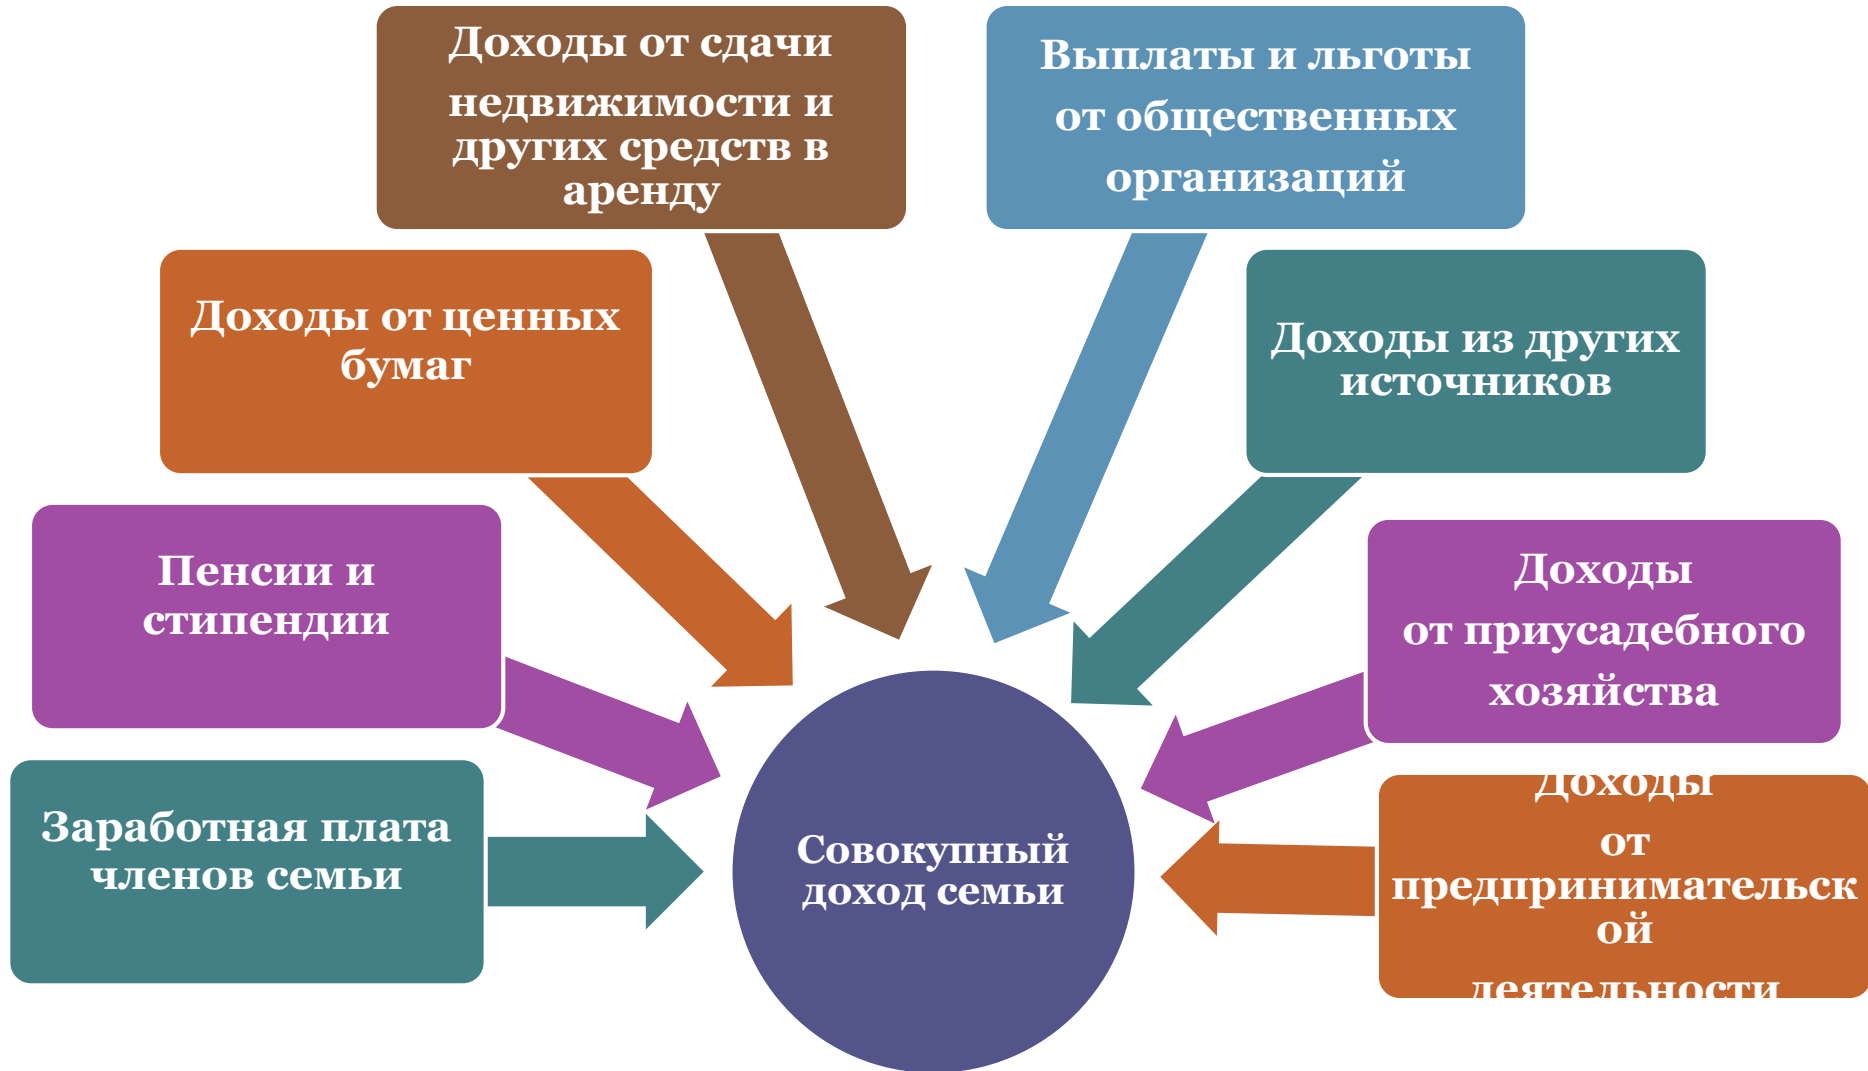 Доходы от сдачи
недвижимости и
других средств в
аренду
Выплаты и льготы
от общественных
организаций
Доходы от ценных
бумаг
Доходы из других
источников
Пенсии и
стипендии
Доходы
от приусадебного
хозяйства
Заработная плата
членов семьи
Совокупный
доход семьи
Доходы
от
предпринимательск
ой
деятельности